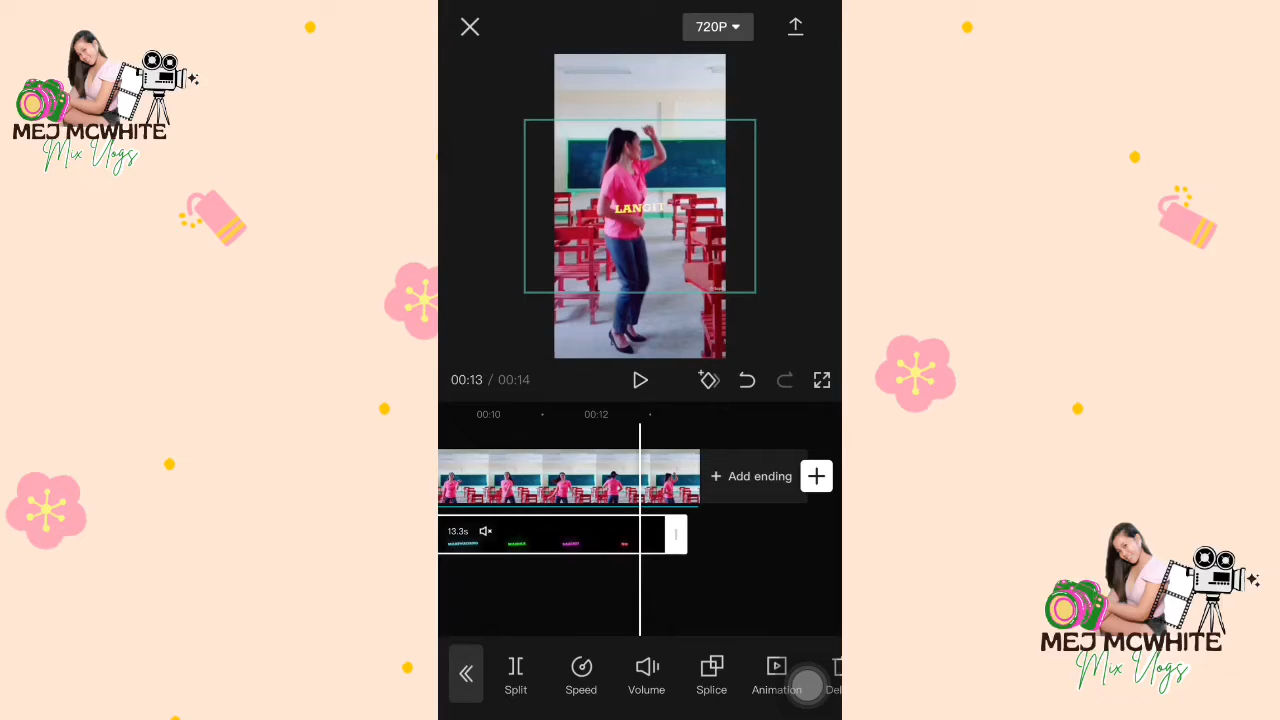 MEJ MCWHITE
Mix Vlogs
720P
LANGIT
00:13 / 00:14
00:10
00:12
+ Add ending
13.3s
Split
Speed
Volume
Splice
Animation
Del
MEJ MCWHITE
Mix Vlogs